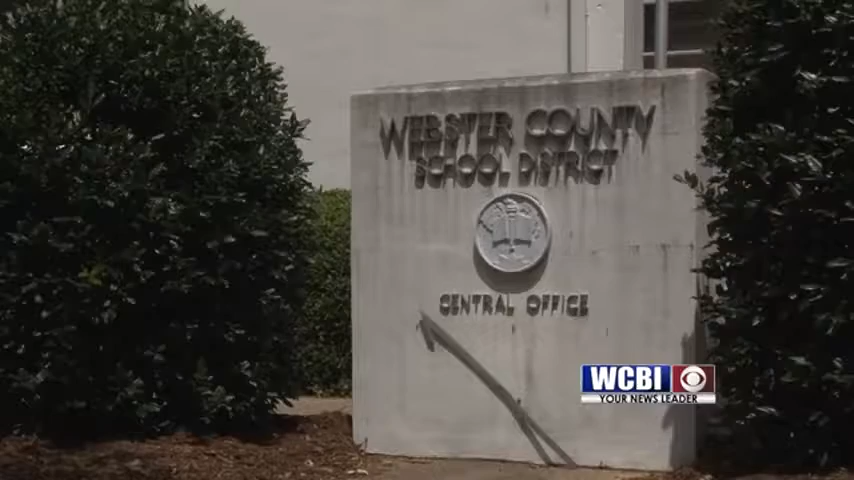 WEBSTER COUNTY
SCHOOL DISTRICT
CENTRAL OFFICE
WCBI
YOUR NEWS LEADER